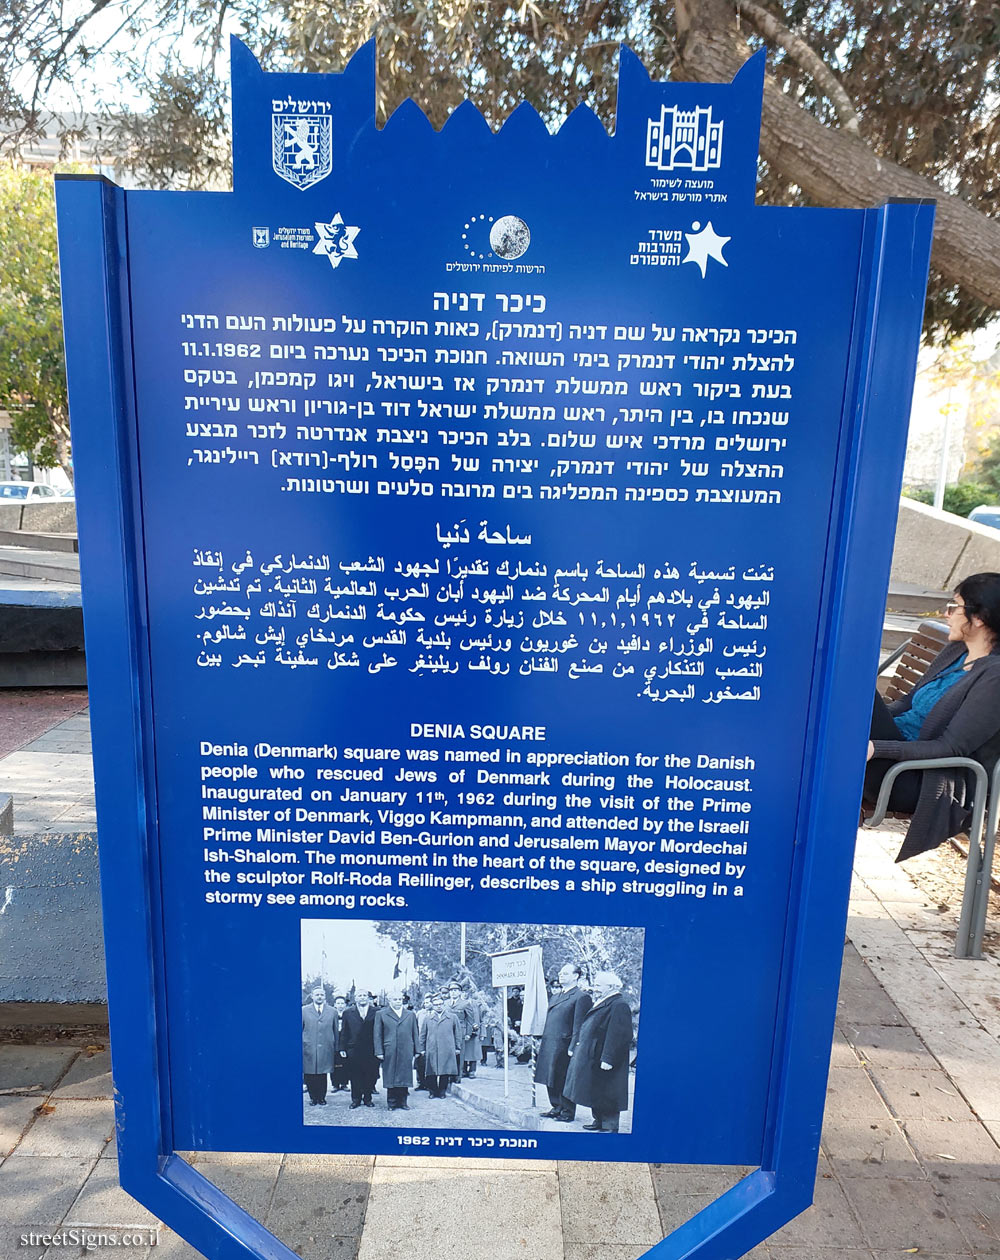 ירושלים
מועצה לשימור
אתרי מורשת בישראל
משרד ירושלים
ומורשת ישראל
Jerusalem
and Heritage
הרשות לפיתוח ירושלים
משרד
התרבות
והספורט
כיכר דניה
הכיכר נקראה על שם דניה (דנמרק), כאות הוקרה על פעולות העם הדני
להצלת יהודי דנמרק בימי השואה. חנוכת הכיכר נערכה ביום 11.1.1962
בעת ביקור ראש ממשלת דנמרק אז בישראל, ויגו קמפמן, בטקס
שנכחו בו, בין היתר, ראש ממשלת ישראל דוד בן-גוריון וראש עיריית
ירושלים מרדכי איש שלום. בלב הכיכר ניצבת אנדרטה לזכר מבצע
ההצלה של יהודי דנמרק, יצירה של הפַּסָל רולף-(רודא) ריילינגר,
המעוצבת כספינה המפליגה בים מרובה סלעים ושרטונות.
ساحة دَنيا
تمّت تسمية هذه الساحة باسم دنمارك تقديرًا لجهود الشعب الدنماركي في إنقاذ
اليهود في بلادهم أيام المحركة ضد اليهود أبان الحرب العالمية الثانية. تم تدشين
الساحة في ١١,١,١٩٦٢ خلال زيارة رئيس حكومة الدنمارك آنذاك بحضور
رئيس الوزراء دافيد بن غوريون ورئيس بلدية القدس مردخاي إيش شالوم.
النصب التذكاري من صنع الفنان رولف ريلينغِر على شكل سفينة تبحر بين
الصخور البحرية.
DENIA SQUARE
Denia (Denmark) square was named in appreciation for the Danish
people who rescued Jews of Denmark during the Holocaust.
Inaugurated on January 11th, 1962 during the visit of the Prime
Minister of Denmark, Viggo Kampmann, and attended by the Israeli
Prime Minister David Ben-Gurion and Jerusalem Mayor Mordechai
Ish-Shalom. The monument in the heart of the square, designed by
the sculptor Rolf-Roda Reilinger, describes a ship struggling in a
stormy see among rocks.
ככר דניה
חנוכת כיכר דניה 1962
streetSigns.co.il